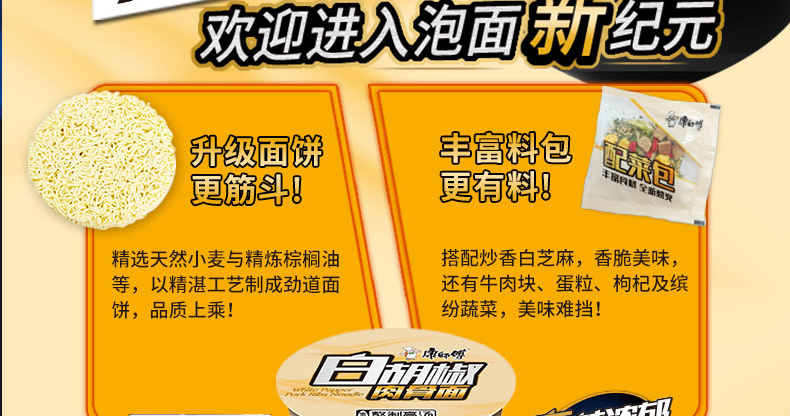 欢迎进入泡面新纪元
升级面饼
更筋斗！
精选天然小麦与精炼棕榈油
等，以精湛工艺制成劲道面
饼，品质上乘！
丰富料包
更有料！
康师傅
配菜包
丰富食材
搭配炒香白芝麻，香脆美味，
还有牛肉块、蛋粒、枸杞及缤
纷蔬菜，美味难挡！
康师傅
白胡椒
肉骨面
White Pepper
Pork Ribs Noodle